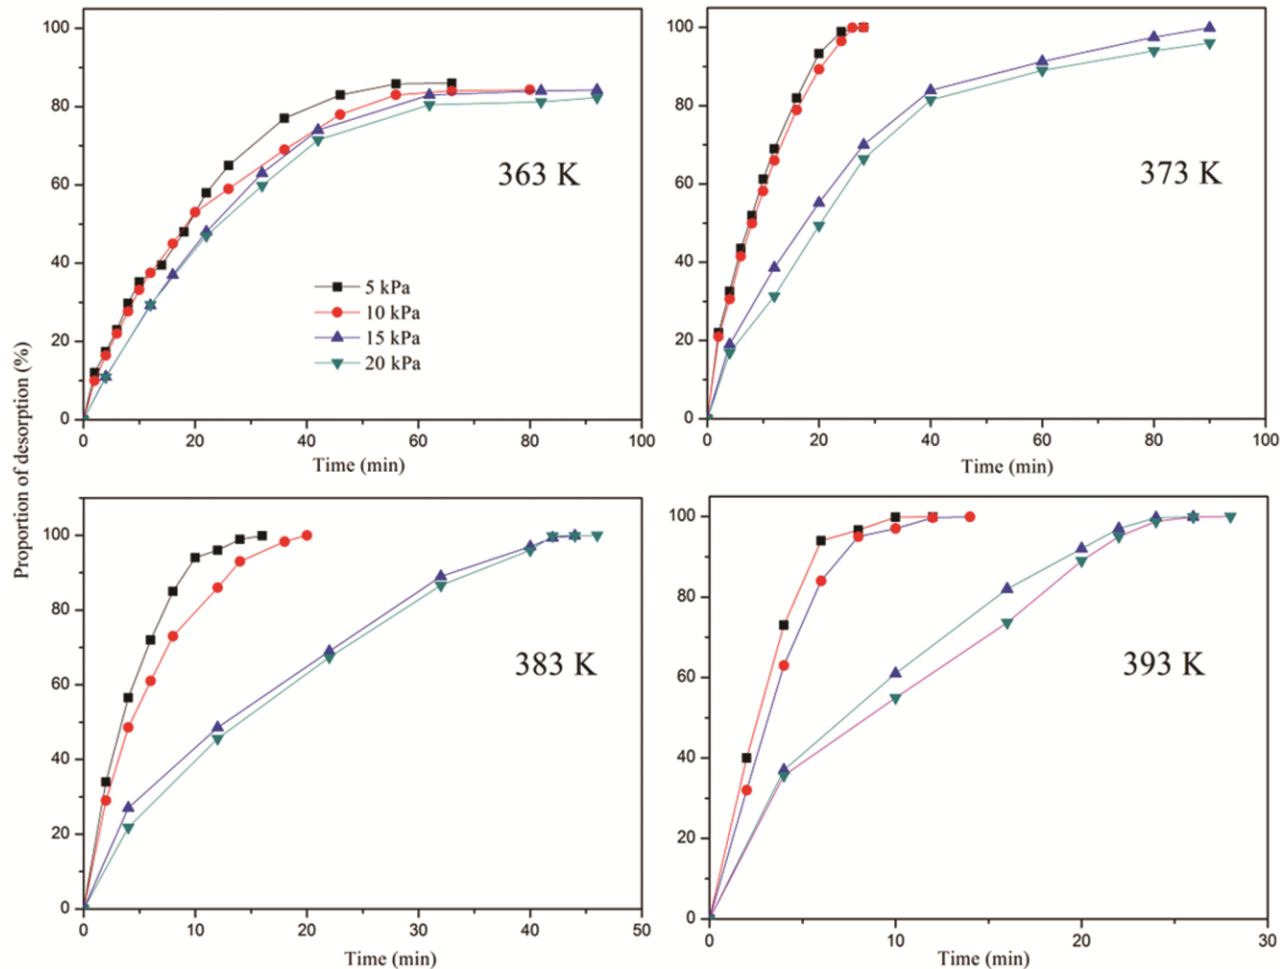 Proportion of desorption (%)
100
80
60
40
20
0
363 K
5 kPa
10 kPa
15 kPa
20 kPa
0 20 40 60 80 100
Time (min)
100
80
60
40
20
0
373 K
0 20 40 60 80 100
Time (min)
100
80
60
40
20
0
383 K
0 10 20 30 40 50
Time (min)
100
80
60
40
20
0
393 K
0 10 20 30
Time (min)